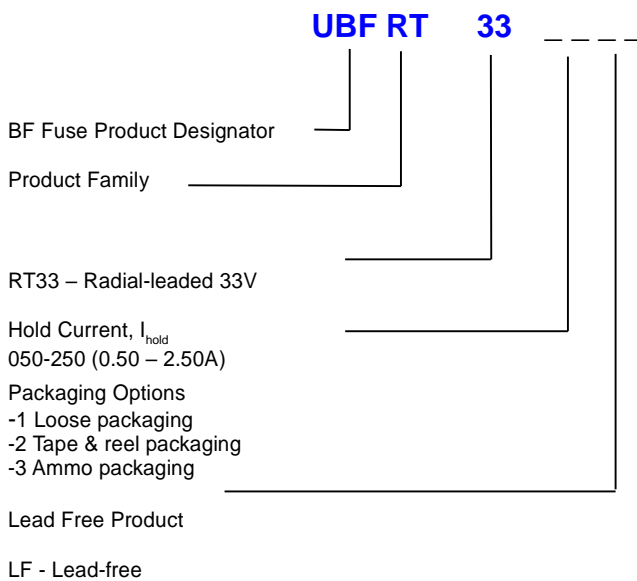 UBF RT 33 _ _ _ _
BF Fuse Product Designator
Product Family
RT33 – Radial-leaded 33V
Hold Current, Ihold
050-250 (0.50 – 2.50A)
Packaging Options
-1 Loose packaging
-2 Tape & reel packaging
-3 Ammo packaging
Lead Free Product
LF - Lead-free